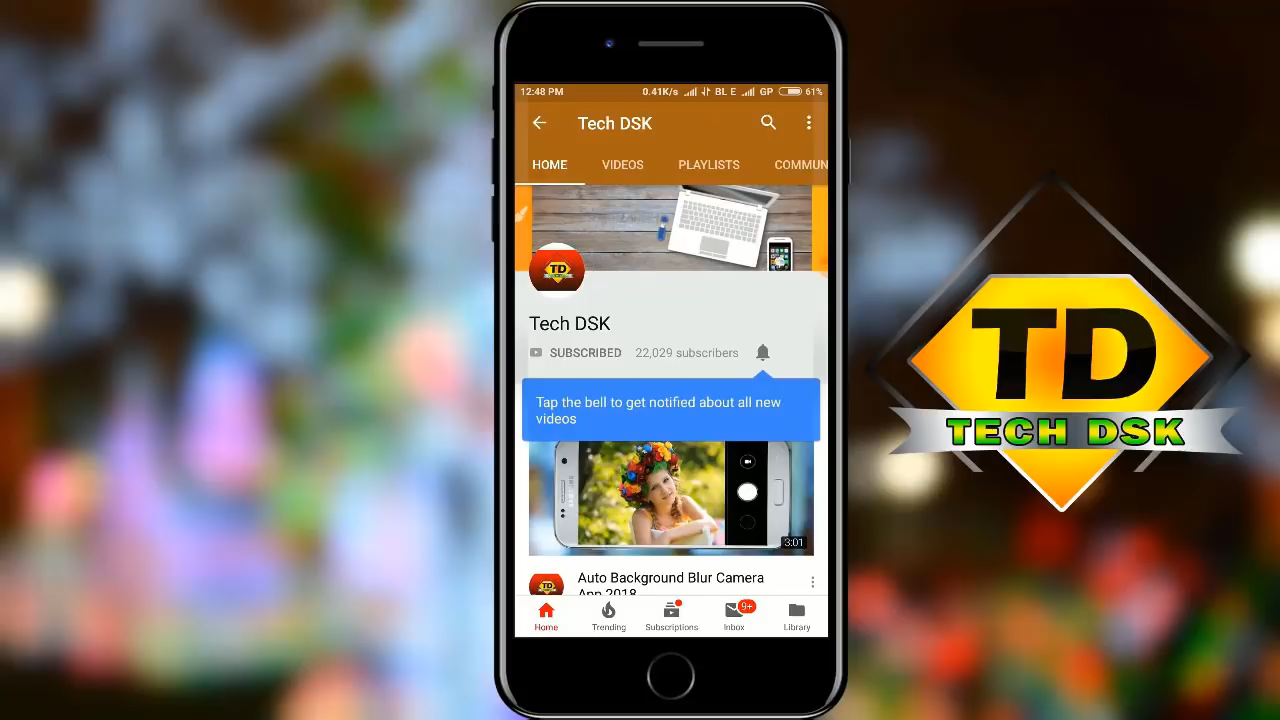 12:48 PM 0.41K/s BL E GP 61%
Tech DSK
HOME VIDEOS PLAYLISTS COMMUN
TD
Tech DSK
SUBSCRIBED 22,029 subscribers
Tap the bell to get notified about all new
videos
3:01
TD
Auto Background Blur Camera
App 2018
9+
Home Trending Subscriptions Inbox Library
TD
TECH DSK